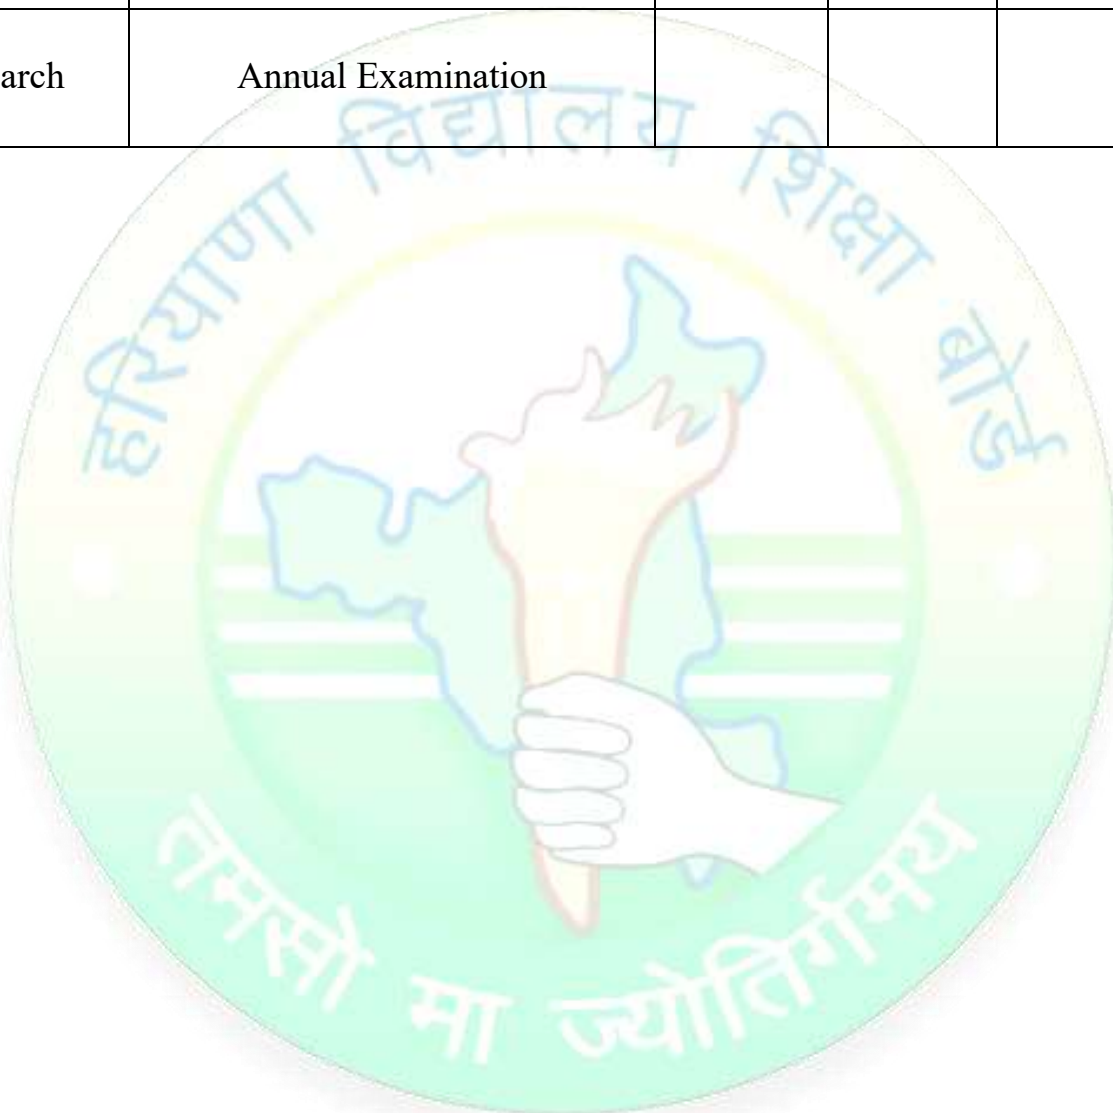 arch Annual Examination
हरियाणा विद्यालय शिक्षा बोर्ड
तमसो मा ज्योतिर्गमय